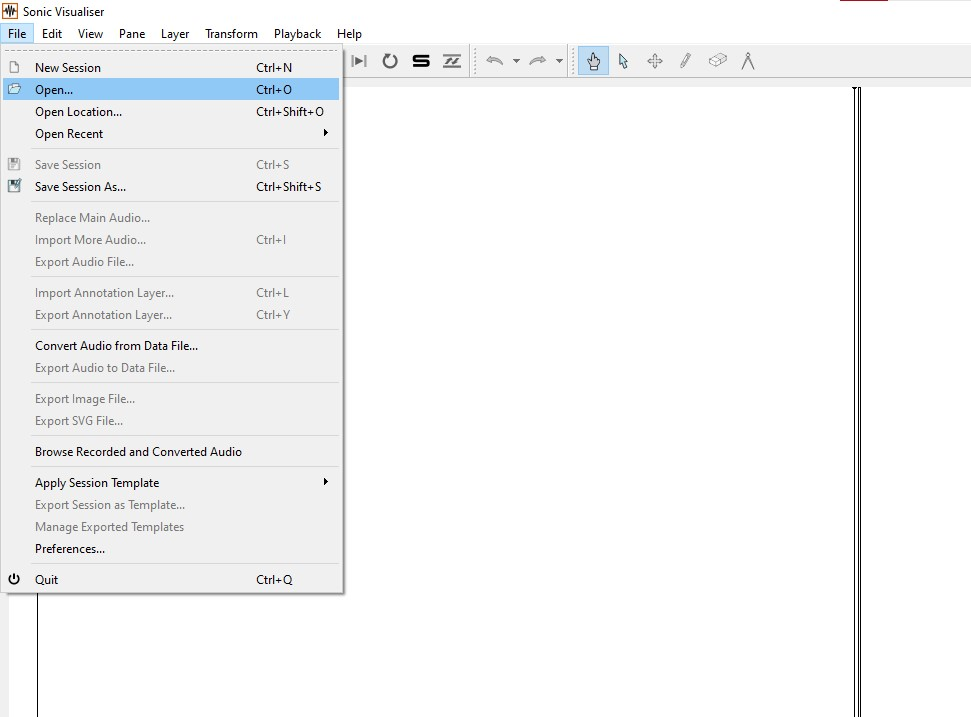 Sonic Visualiser
File Edit View Pane Layer Transform Playback Help
New Session Ctrl+N
Open... Ctrl+O
Open Location... Ctrl+Shift+O
Open Recent
Save Session Ctrl+S
Save Session As... Ctrl+Shift+S
Replace Main Audio...
Import More Audio... Ctrl+I
Export Audio File...
Import Annotation Layer... Ctrl+L
Export Annotation Layer... Ctrl+Y
Convert Audio from Data File...
Export Audio to Data File...
Export Image File...
Export SVG File...
Browse Recorded and Converted Audio
Apply Session Template
Export Session as Template...
Manage Exported Templates
Preferences...
Quit Ctrl+Q